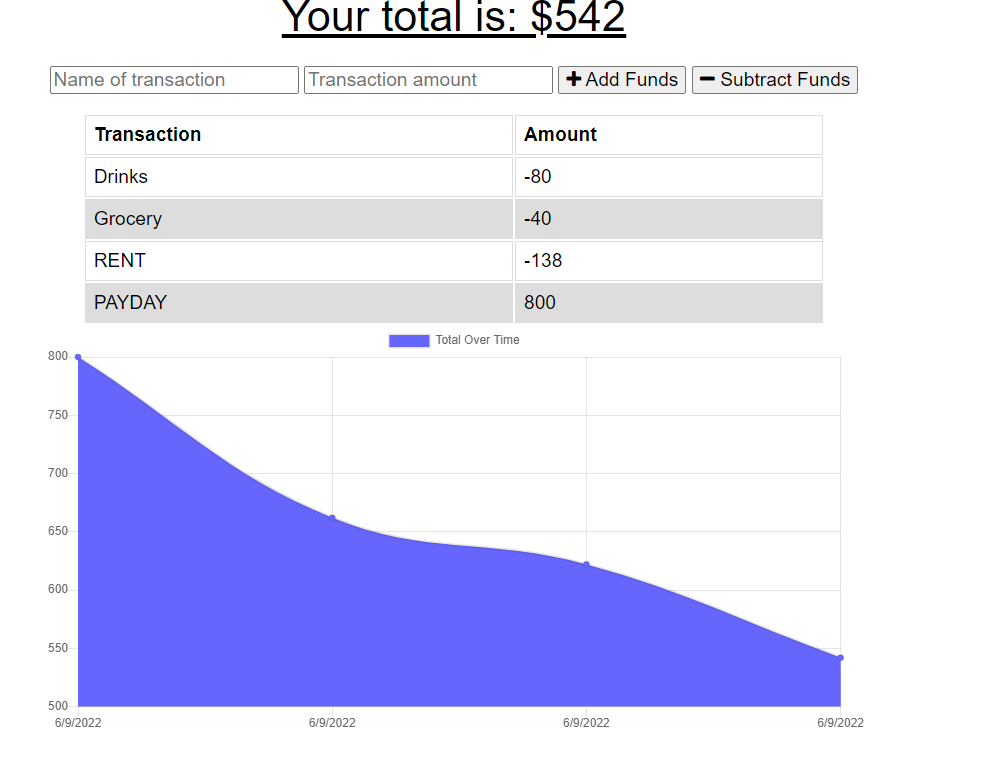 Your total is: $542
Name of transaction Transaction amount Add Funds Subtract Funds
Transaction Amount
Drinks -80
Grocery -40
RENT -138
PAYDAY 800
Total Over Time
800
750
700
650
600
550
500
6/9/2022 6/9/2022 6/9/2022 6/9/2022